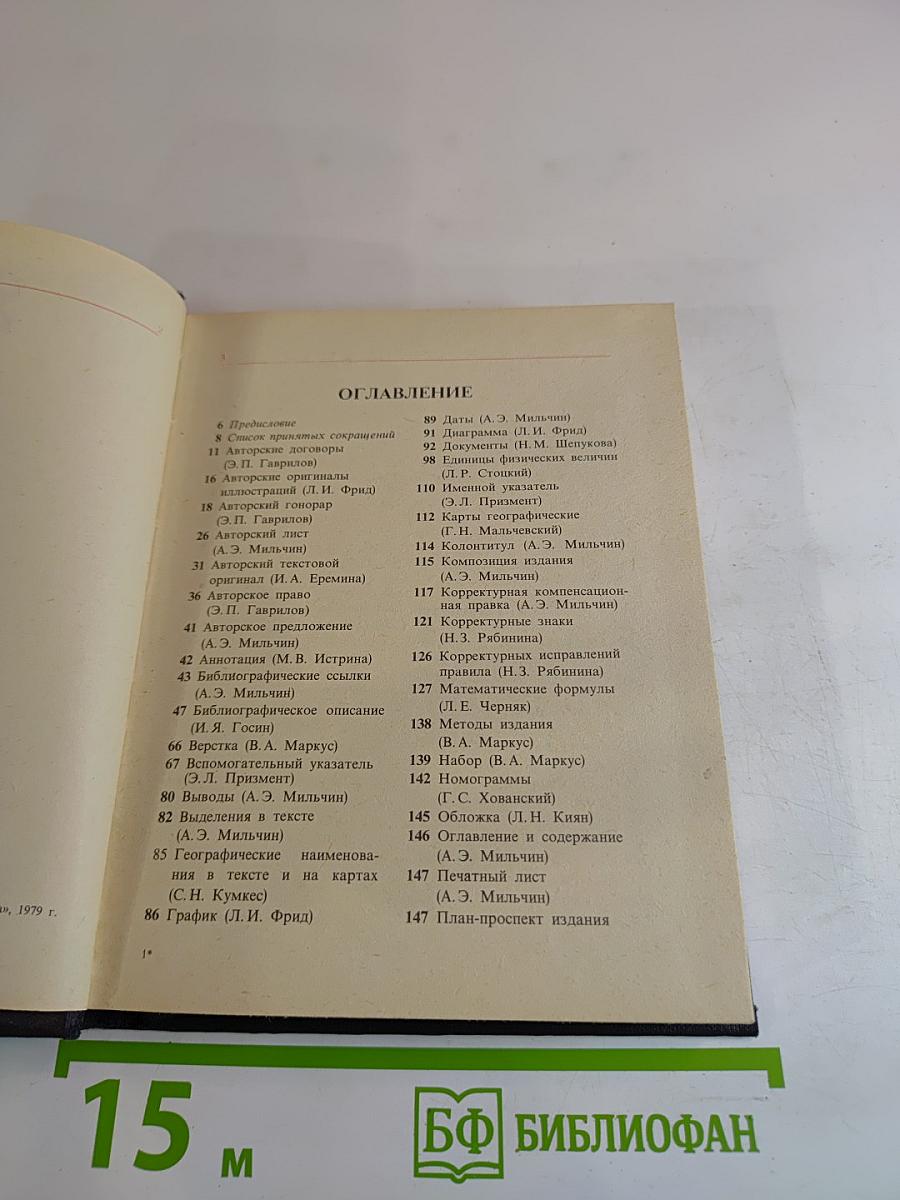 2
3
ОГЛАВЛЕНИЕ
6 Предисловие
8 Список принятых сокращений
11 Авторские договоры
(Э. П. Гаврилов)
16 Авторские оригиналы
иллюстраций (Л. И. Фрид)
18 Авторский гонорар
(Э. П. Гаврилов)
26 Авторский лист
(А. Э. Мильчин)
31 Авторский текстовой
оригинал (И. А. Еремина)
36 Авторское право
(Э. П. Гаврилов)
41 Авторское предложение
(А. Э. Мильчин)
42 Аннотация (М. В. Истрина)
43 Библиографические ссылки
(А. Э. Мильчин)
47 Библиографическое описание
(И. Я. Госин)
66 Верстка (В. А. Маркус)
67 Вспомогательный указатель
(Э. Л. Призмент)
80 Выводы (А. Э. Мильчин)
82 Выделения в тексте
(А. Э. Мильчин)
85 Географические наименова-
ния в тексте и на картах
(С. Н. Кумкес)
86 График (Л. И. Фрид)
89 Даты (А. Э. Мильчин)
91 Диаграмма (Л. И. Фрид)
92 Документы (Н. М. Шепукова)
98 Единицы физических величин
(Л. Р. Стоцкий)
110 Именной указатель
(Э. Л. Призмент)
112 Карты географические
(Г. Н. Мальчевский)
114 Колонтитул (А. Э. Мильчин)
115 Композиция издания
(А. Э. Мильчин)
117 Корректурная компенсацион-
ная правка (А. Э. Мильчин)
121 Корректурные знаки
(Н. З. Рябинина)
126 Корректурных исправлений
правила (Н. З. Рябинина)
127 Математические формулы
(Л. Е. Черняк)
138 Методы издания
(В. А. Маркус)
139 Набор (В. А. Маркус)
142 Номограммы
(Г. С. Хованский)
145 Обложка (Л. Н. Киян)
146 Оглавление и содержание
(А. Э. Мильчин)
147 Печатный лист
(А. Э. Мильчин)
147 План-проспект издания
», 1979 г.
1*
15 м
БФ БИБЛИОФАН